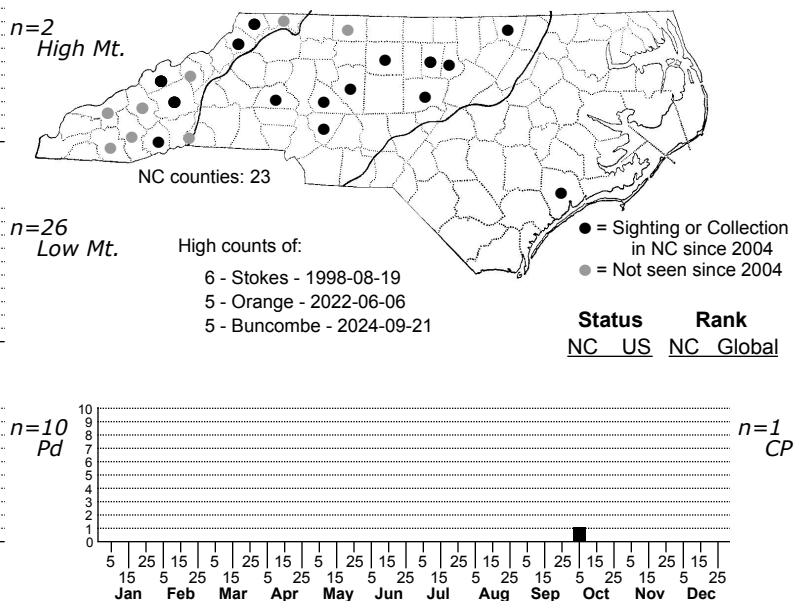 n=2
High Mt.
NC counties: 23
n=26
Low Mt.
High counts of:
6 - Stokes - 1998-08-19
5 - Orange - 2022-06-06
5 - Buncombe - 2024-09-21
● = Sighting or Collection
in NC since 2004
● = Not seen since 2004
Status Rank
NC US NC Global
n=10
Pd
10
9
8
7
6
5
4
3
2
1
0
n=1
CP
5 25 15 5 25 15 5 25 15 5 25 15 5 25 15 5 25 15
15 5 25 15 5 25 15 5 25 15 5 25 15 5 25 15 5 25
Jan Feb Mar Apr May Jun Jul Aug Sep Oct Nov Dec